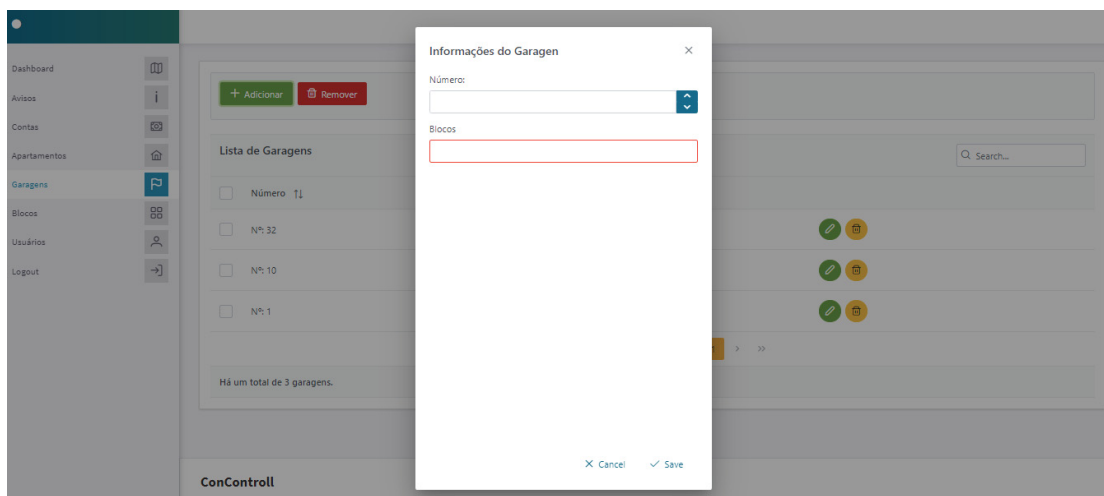 Dashboard
Avisos
Contas
Apartamentos
Garagens
Blocos
Usuários
Logout
Adicionar
Remover
Lista de Garagens
Search...
Número
Nº: 32
Nº: 10
Nº: 1
Há um total de 3 garagens.
ConControll
Informações do Garagen
Número:
Blocos
Cancel
Save